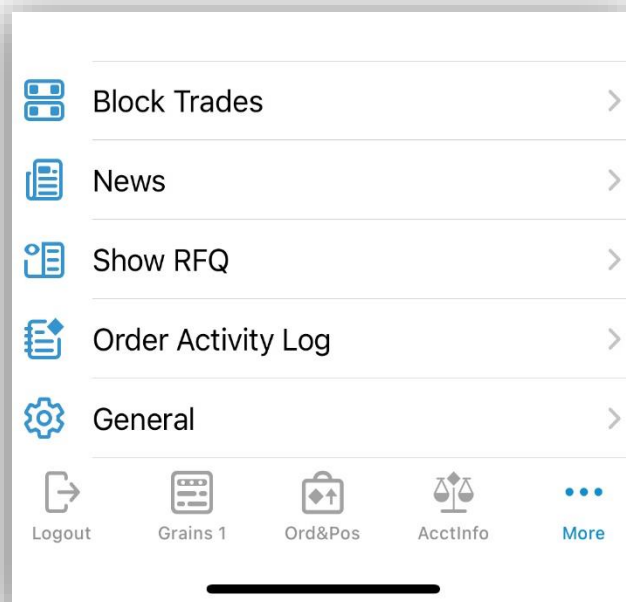 Block Trades
News
Show RFQ
Order Activity Log
General
Logout
Grains 1
Ord&Pos
AcctInfo
More